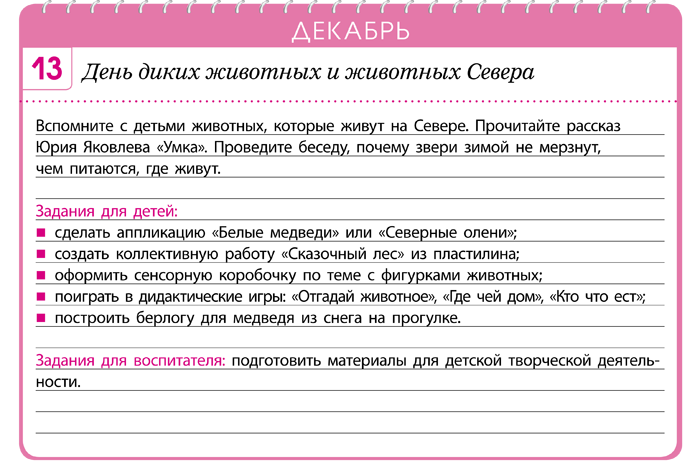 ДЕКАБРЬ
13
День диких животных и животных Севера
Вспомните с детьми животных, которые живут на Севере. Прочитайте рассказ
Юрия Яковлева «Умка». Проведите беседу, почему звери зимой не мерзнут,
чем питаются, где живут.
Задания для детей:
сделать аппликацию «Белые медведи» или «Северные олени»;
создать коллективную работу «Сказочный лес» из пластилина;
оформить сенсорную коробочку по теме с фигурками животных;
поиграть в дидактические игры: «Отгадай животное», «Где чей дом», «Кто что ест»;
построить берлогу для медведя из снега на прогулке.
Задания для воспитателя: подготовить материалы для детской творческой деятель-
ности.